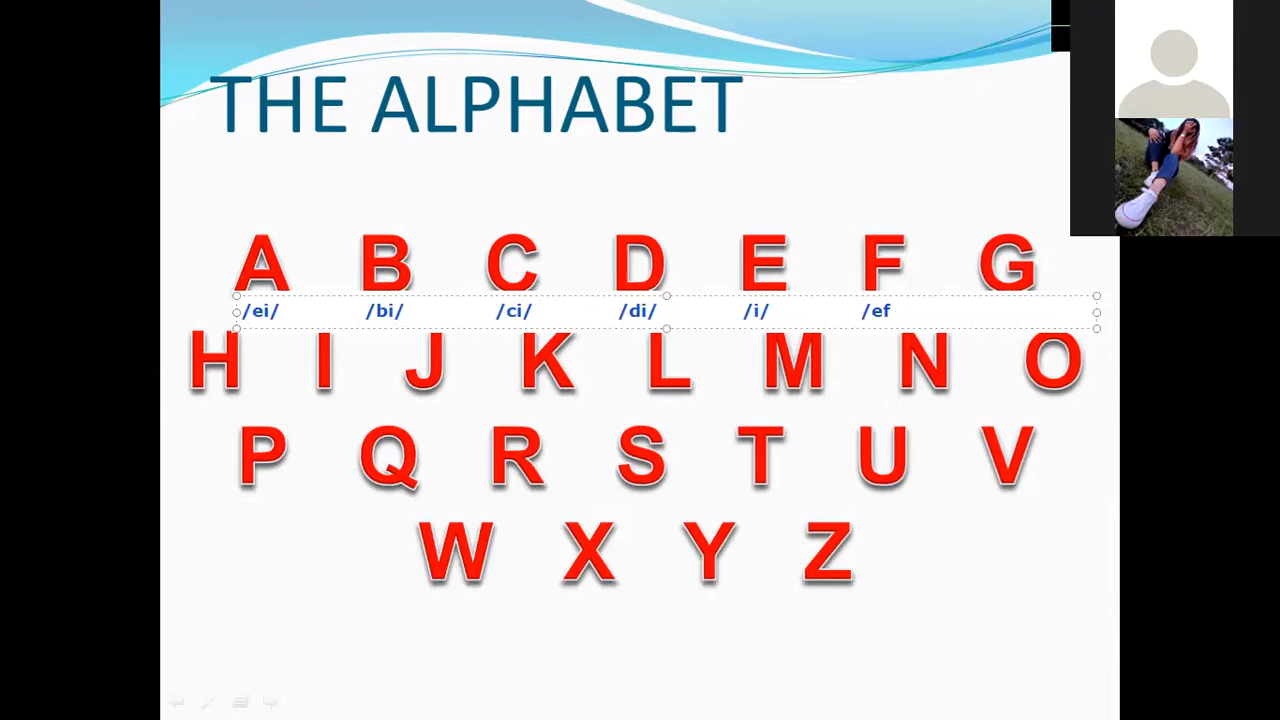 THE ALPHABET
A B C D E F G
/ei/ /bi/ /ci/ /di/ /i/ /ef
H I J K L M N O
P Q R S T U V
W X Y Z